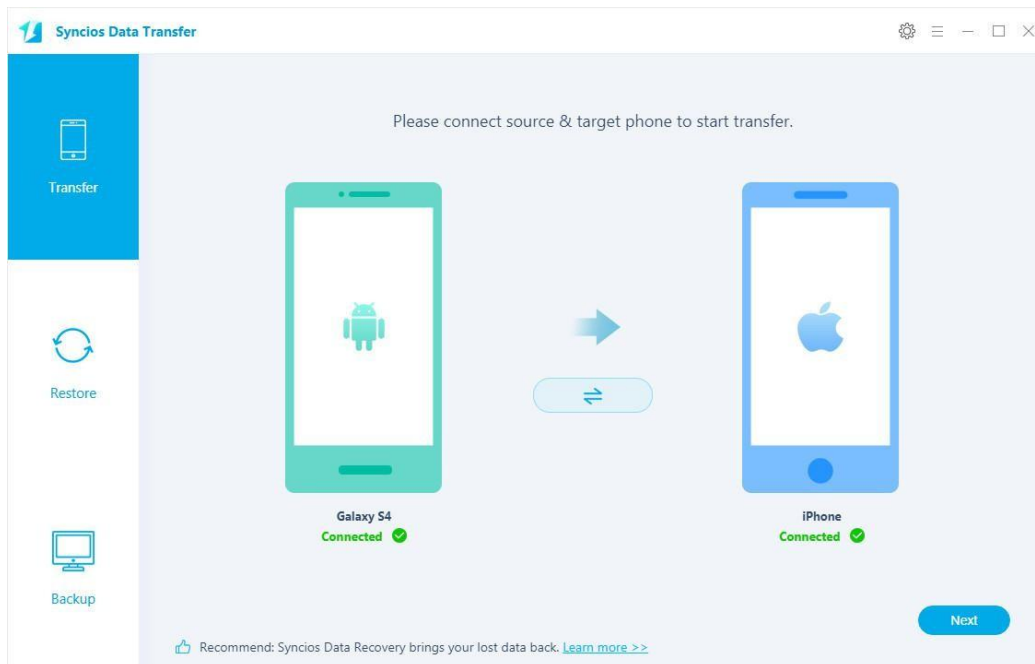 Syncios Data Transfer
Please connect source & target phone to start transfer.
Transfer
Restore
Backup
Galaxy S4
Connected
iPhone
Connected
Next
Recommend: Syncios Data Recovery brings your lost data back. Learn more >>